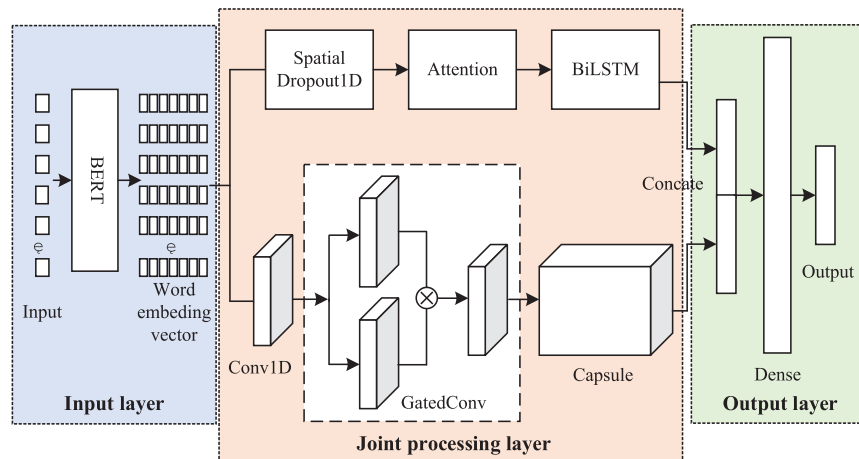 Spatial
Dropout1D
Attention
BiLSTM
BERT
Concate
Input
Word
embeding
vector
Conv1D
GatedConv
Capsule
Dense
Output
Input layer
Joint processing layer
Output layer